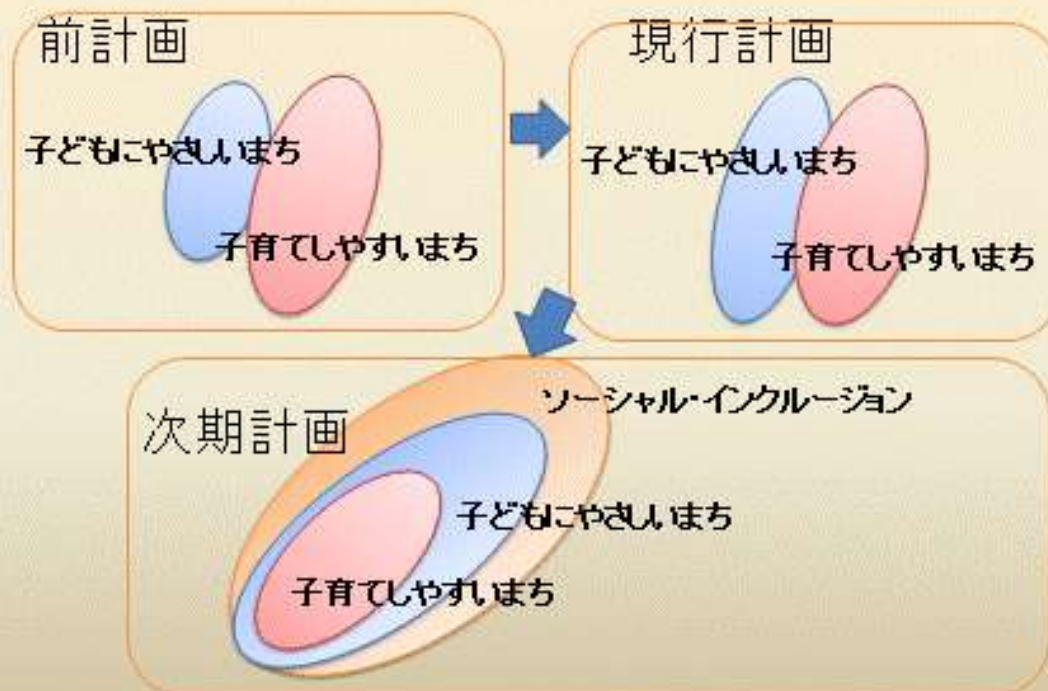 前計画
子どもにやさしいまち
子育てしやすいまち
現行計画
子どもにやさしいまち
子育てしやすいまち
次期計画
ソーシャル・インクルージョン
子どもにやさしいまち
子育てしやすいまち